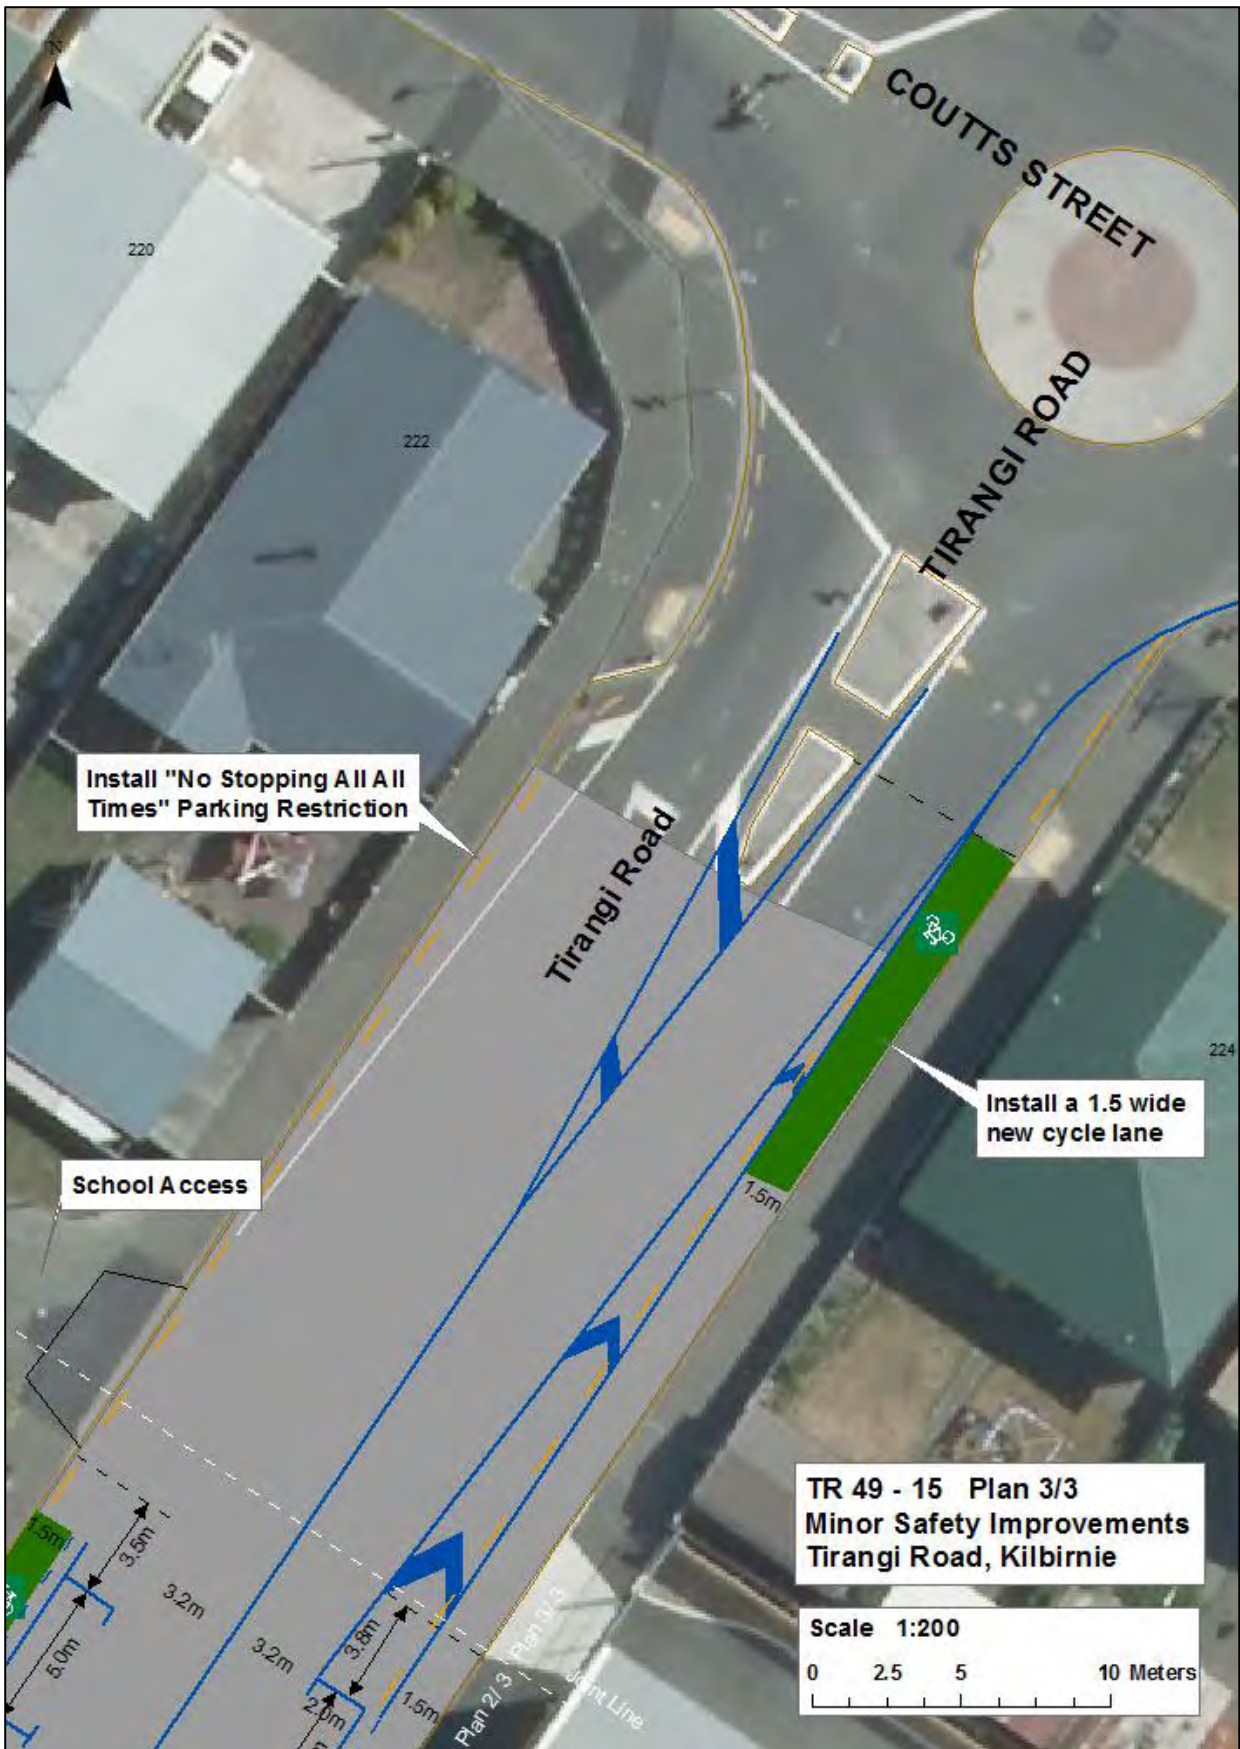 N
COUTTS STREET
220
TIRANGI ROAD
222
Install "No Stopping All All
Times" Parking Restriction
Tirangi Road
224
Install a 1.5 wide
new cycle lane
School Access
1.5m
TR 49 - 15 Plan 3/3
Minor Safety Improvements
Tirangi Road, Kilbirnie
1.5m
3.5m
3.2m
5.0m
3.2m
3.8m
2.0m
1.5m
Plan 2/3
Plan 3/3
Joint Line
Scale 1:200
0 2.5 5 10 Meters